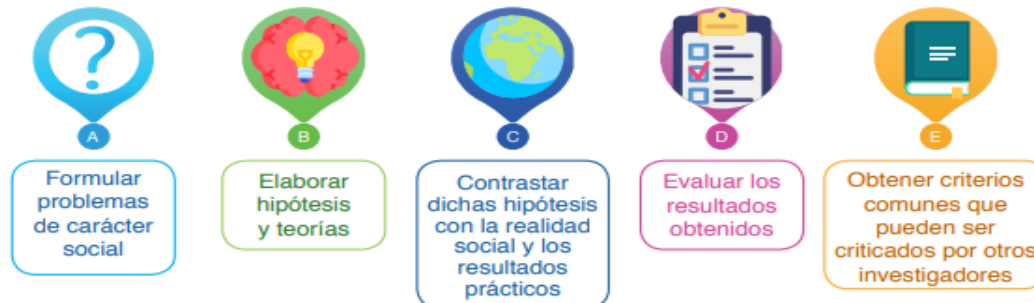 ?
A
Formular
problemas
de carácter
social
B
Elaborar
hipótesis
y teorías
C
Contrastar
dichas hipótesis
con la realidad
social y los
resultados
prácticos
D
Evaluar los
resultados
obtenidos
E
Obtener criterios
comunes que
pueden ser
criticados por otros
investigadores